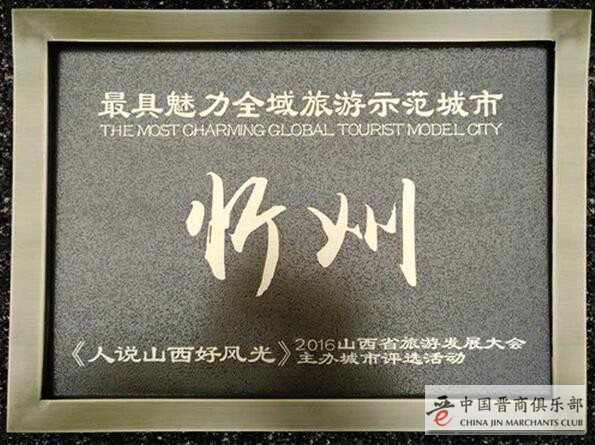 最具魅力全域旅游示范城市
THE MOST CHARMING GLOBAL TOURIST MODEL CITY
忻州
《人说山西好风光》2016山西省旅游发展大会
主办城市评选活动
晋 中国晋商俱乐部
CHINA JIN MARCHANTS CLUB